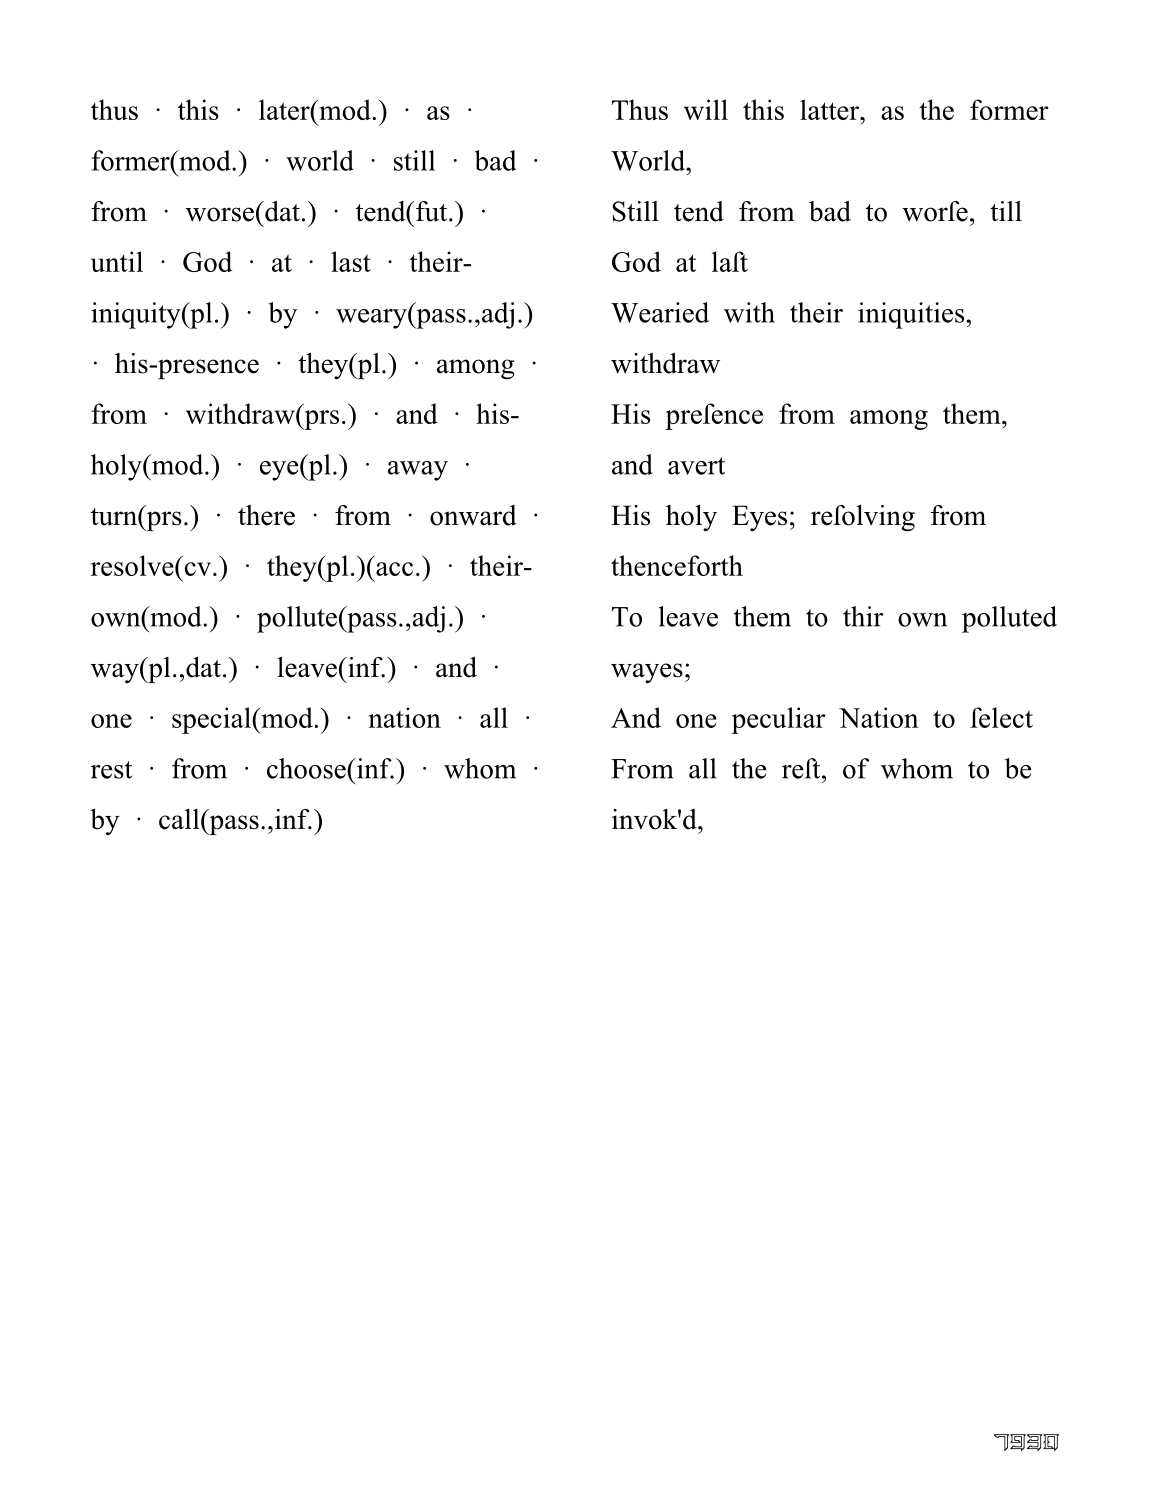 thus · this · later(mod.) · as ·
former(mod.) · world · still · bad ·
from · worse(dat.) · tend(fut.) ·
until · God · at · last · their-
iniquity(pl.) · by · weary(pass.,adj.)
· his-presence · they(pl.) · among ·
from · withdraw(prs.) · and · his-
holy(mod.) · eye(pl.) · away ·
turn(prs.) · there · from · onward ·
resolve(cv.) · they(pl.)(acc.) · their-
own(mod.) · pollute(pass.,adj.) ·
way(pl.,dat.) · leave(inf.) · and ·
one · special(mod.) · nation · all ·
rest · from · choose(inf.) · whom ·
by · call(pass.,inf.)
Thus will this latter, as the former
World,
Still tend from bad to worſe, till
God at laſt
Wearied with their iniquities,
withdraw
His preſence from among them,
and avert
His holy Eyes; reſolving from
thenceforth
To leave them to thir own polluted
wayes;
And one peculiar Nation to ſelect
From all the reſt, of whom to be
invok'd,